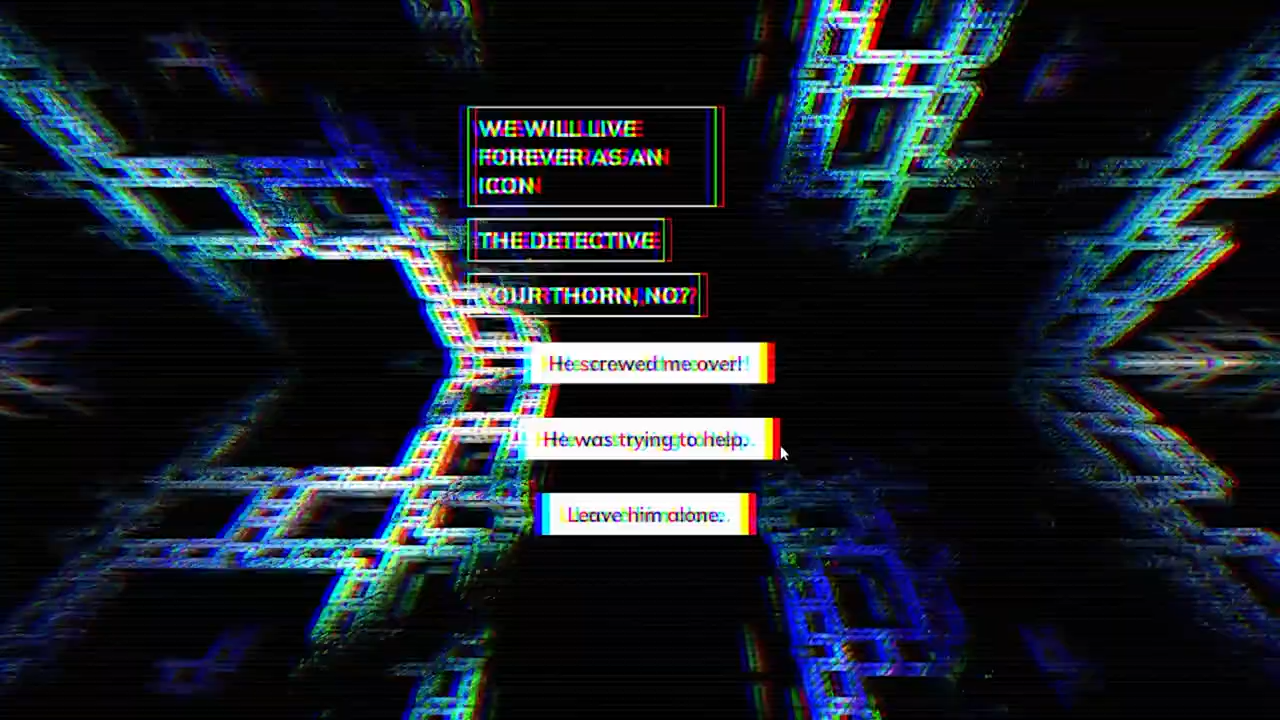 WE WILL LIVE
FOREVER AS AN
ICON
THE DETECTIVE
YOUR THORN, NO?
He screwed me over!
He was trying to help.
Leave him alone.